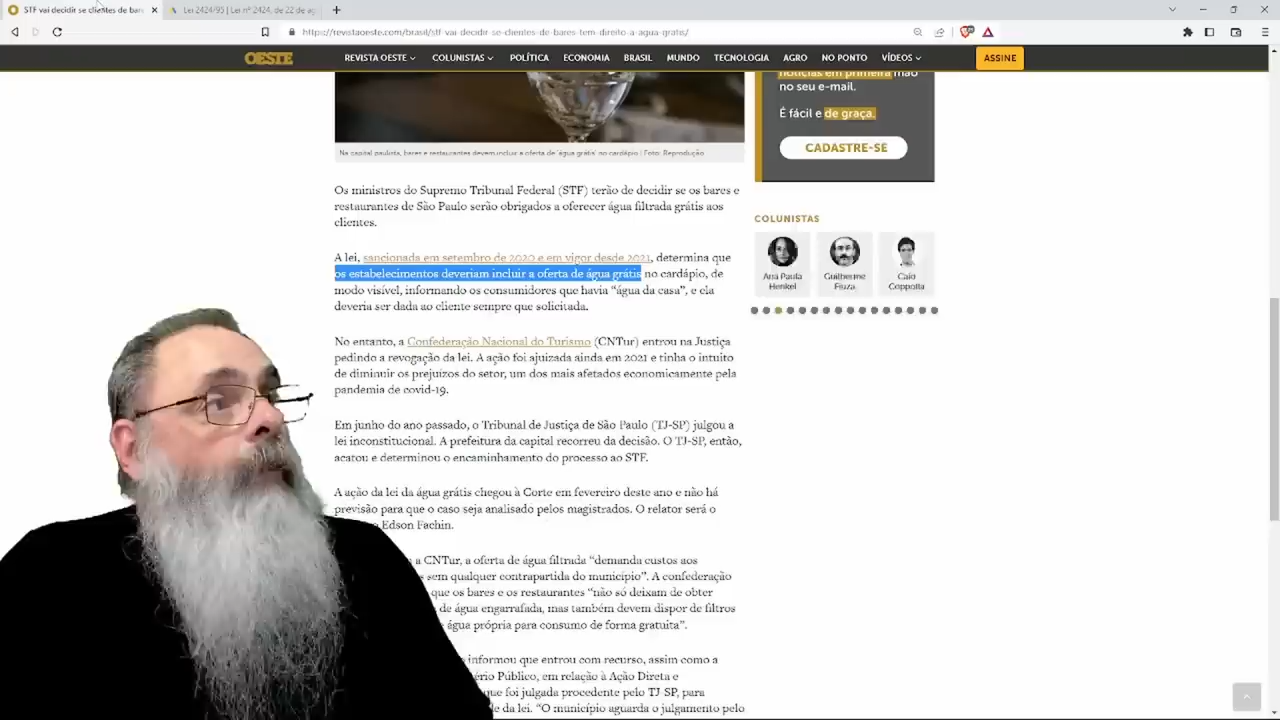 STF vai decidir se clientes de bar
Lei 2424/95 | Lei nº 2424, de 22 de ag
https://revistaoeste.com/brasil/stf-vai-decidir-se-clientes-de-bares-tem-direito-a-agua-gratis/
OESTE
REVISTA OESTE
COLUNISTAS
POLÍTICA
ECONOMIA
BRASIL
MUNDO
TECNOLOGIA
AGRO
NO PONTO
VÍDEOS
ASSINE
notícias em primeira mão
no seu e-mail.
É fácil e de graça.
CADASTRE-SE
Na capital paulista, bares e restaurantes devem incluir a oferta de 'água grátis' no cardápio | Foto: Reprodução
Os ministros do Supremo Tribunal Federal (STF) terão de decidir se os bares e
restaurantes de São Paulo serão obrigados a oferecer água filtrada grátis aos
clientes.
A lei, sancionada em setembro de 2020 e em vigor desde 2021, determina que
os estabelecimentos deveriam incluir a oferta de água grátis no cardápio, de
modo visível, informando os consumidores que havia “água da casa”, e ela
deveria ser dada ao cliente sempre que solicitada.
No entanto, a Confederação Nacional do Turismo (CNTur) entrou na Justiça
pedindo a revogação da lei. A ação foi ajuizada ainda em 2021 e tinha o intuito
de diminuir os prejuízos do setor, um dos mais afetados economicamente pela
pandemia de covid-19.
Em junho do ano passado, o Tribunal de Justiça de São Paulo (TJ-SP) julgou a
lei inconstitucional. A prefeitura da capital recorreu da decisão. O TJ-SP, então,
acatou e determinou o encaminhamento do processo ao STF.
A ação da lei da água grátis chegou à Corte em fevereiro deste ano e não há
previsão para que o caso seja analisado pelos magistrados. O relator será o
Edson Fachin.
a CNTur, a oferta de água filtrada “demanda custos aos
sem qualquer contrapartida do município”. A confederação
que os bares e os restaurantes “não só deixam de obter
de água engarrafada, mas também devem dispor de filtros
água própria para consumo de forma gratuita”.
informou que entrou com recurso, assim como a
ério Público, em relação à Ação Direta e
que foi julgada procedente pelo TJ-SP, para
de da lei. “O município aguarda o julgamento pelo
COLUNISTAS
Ana Paula
Henkel
Guilherme
Fiuza
Caio
Coppolla